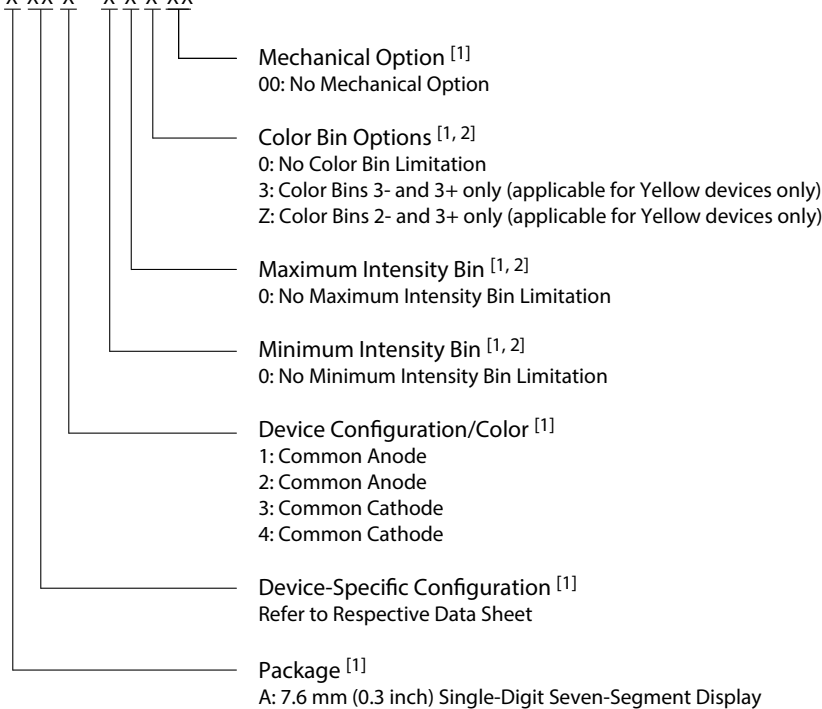 X XX X X X X XX
Mechanical Option [1]
00: No Mechanical Option
Color Bin Options [1, 2]
0: No Color Bin Limitation
3: Color Bins 3- and 3+ only (applicable for Yellow devices only)
Z: Color Bins 2- and 3+ only (applicable for Yellow devices only)
Maximum Intensity Bin [1, 2]
0: No Maximum Intensity Bin Limitation
Minimum Intensity Bin [1, 2]
0: No Minimum Intensity Bin Limitation
Device Configuration/Color [1]
1: Common Anode
2: Common Anode
3: Common Cathode
4: Common Cathode
Device-Specific Configuration [1]
Refer to Respective Data Sheet
Package [1]
A: 7.6 mm (0.3 inch) Single-Digit Seven-Segment Display